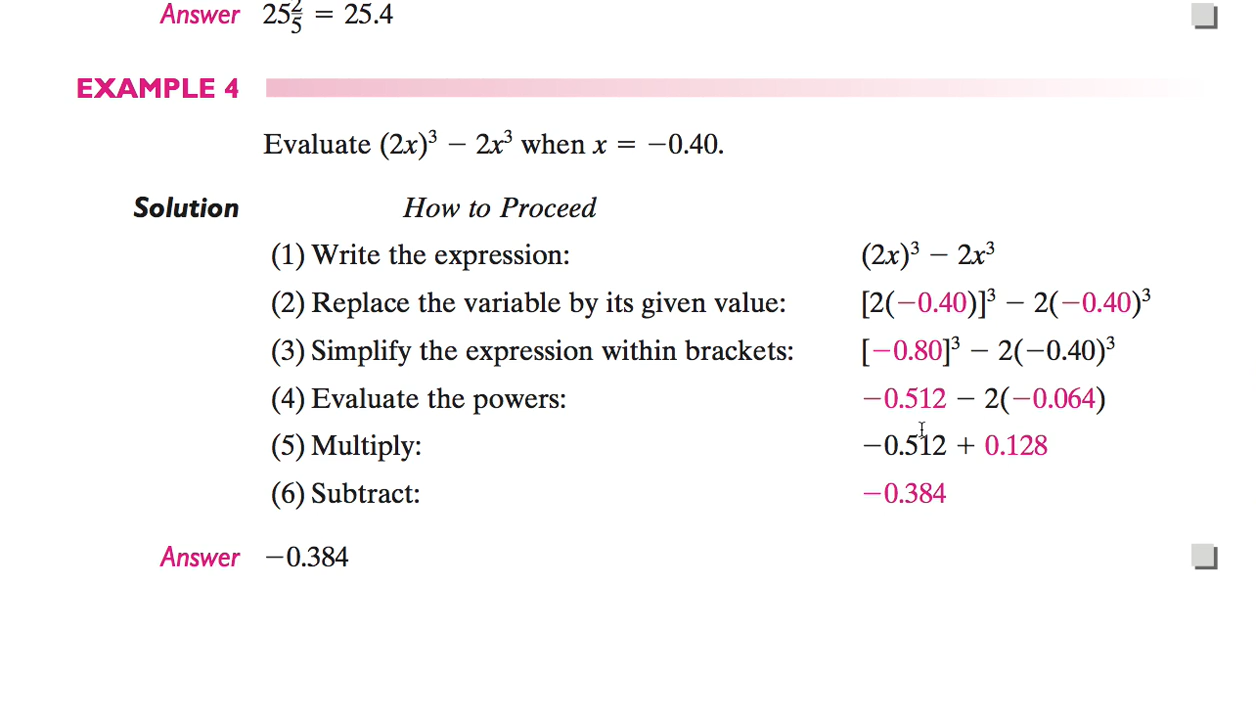 Answer 25⅖ = 25.4
EXAMPLE 4
Evaluate (2x)³ − 2x³ when x = −0.40.
Solution How to Proceed
(1) Write the expression: (2x)³ − 2x³
(2) Replace the variable by its given value: [2(−0.40)]³ − 2(−0.40)³
(3) Simplify the expression within brackets: [−0.80]³ − 2(−0.40)³
(4) Evaluate the powers: −0.512 − 2(−0.064)
(5) Multiply: −0.512 + 0.128
(6) Subtract: −0.384
Answer −0.384